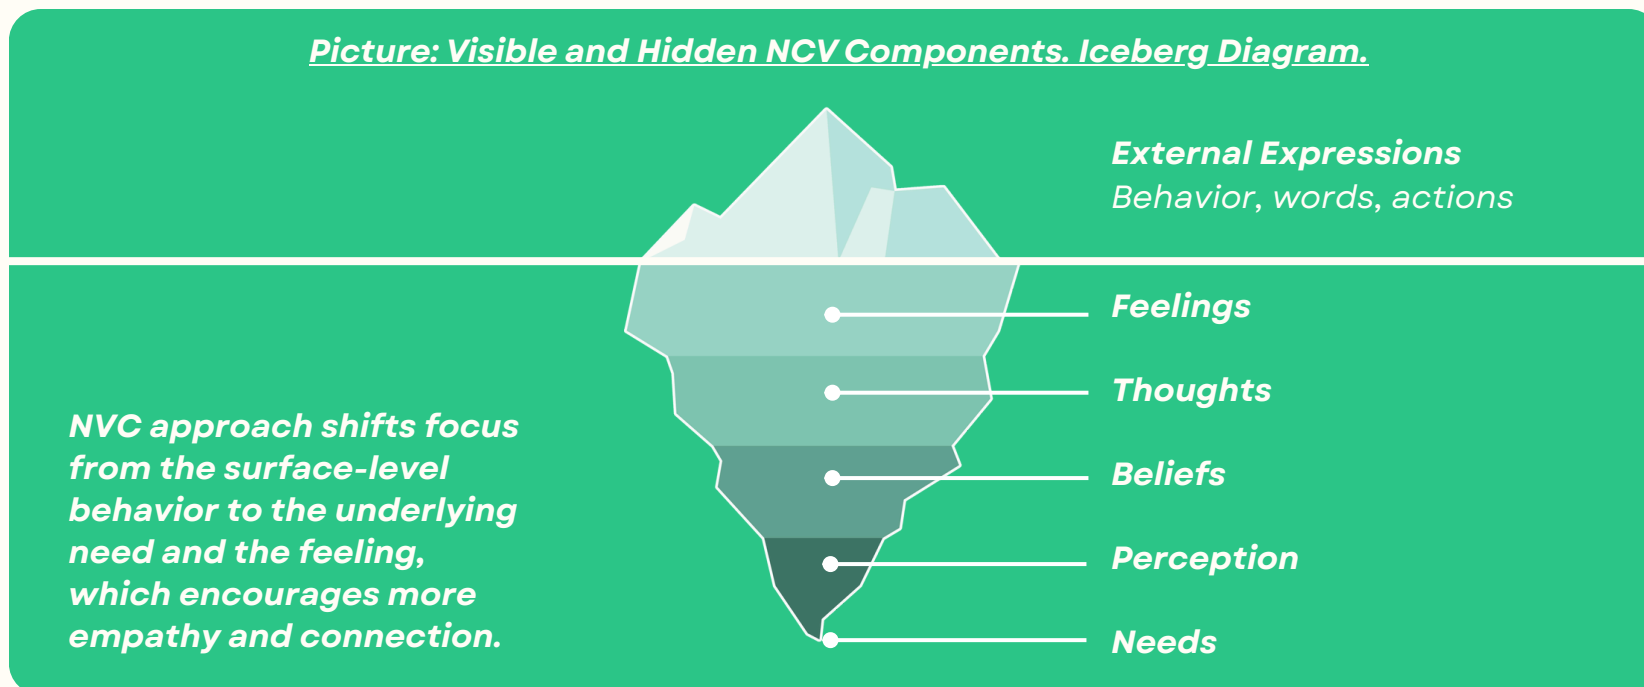 Picture: Visible and Hidden NCV Components. Iceberg Diagram.
External Expressions
Behavior, words, actions
Feelings
Thoughts
Beliefs
Perception
Needs
NVC approach shifts focus
from the surface-level
behavior to the underlying
need and the feeling,
which encourages more
empathy and connection.